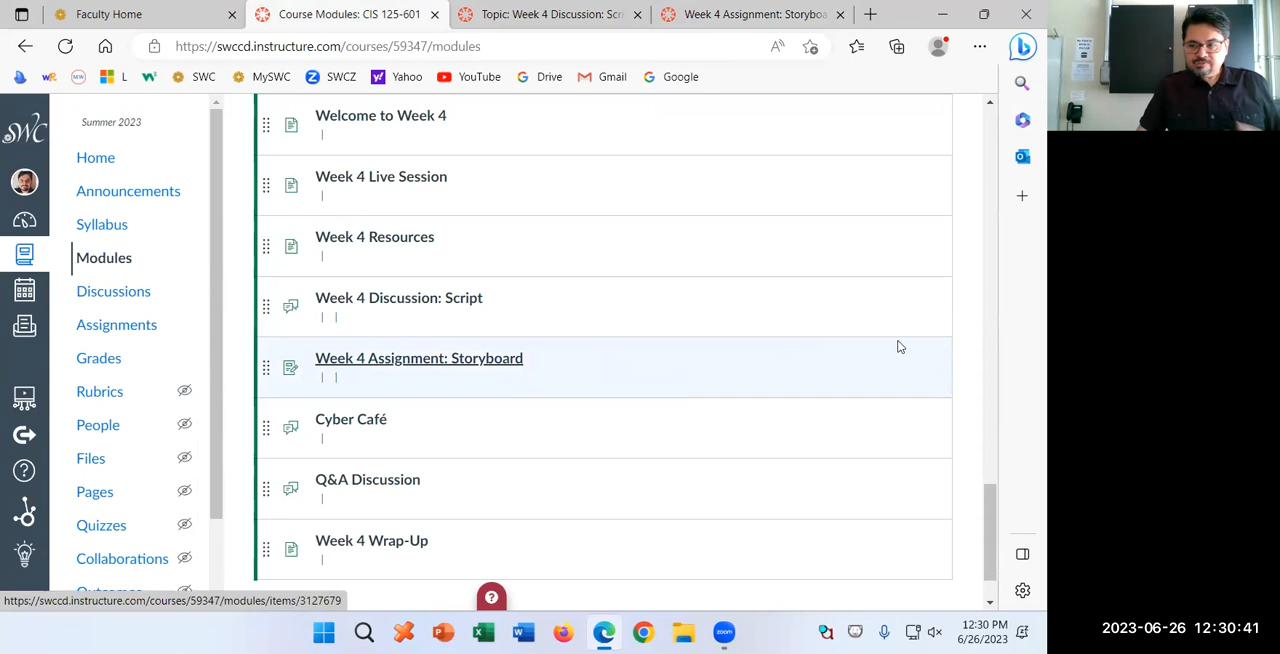 Faculty Home
Course Modules: CIS 125-601
Topic: Week 4 Discussion: Scr
Week 4 Assignment: Storyboa
https://swccd.instructure.com/courses/59347/modules
L
SWC
MySWC
SWCZ
Yahoo
YouTube
Drive
Gmail
Google
SWC
Summer 2023
Home
Announcements
Syllabus
Modules
Discussions
Assignments
Grades
Rubrics
People
Files
Pages
Quizzes
Collaborations
Welcome to Week 4
Week 4 Live Session
Week 4 Resources
Week 4 Discussion: Script
Week 4 Assignment: Storyboard
Cyber Café
Q&A Discussion
Week 4 Wrap-Up
https://swccd.instructure.com/courses/59347/modules/items/3127679
zoom
12:30 PM
6/26/2023
2023-06-26 12:30:41